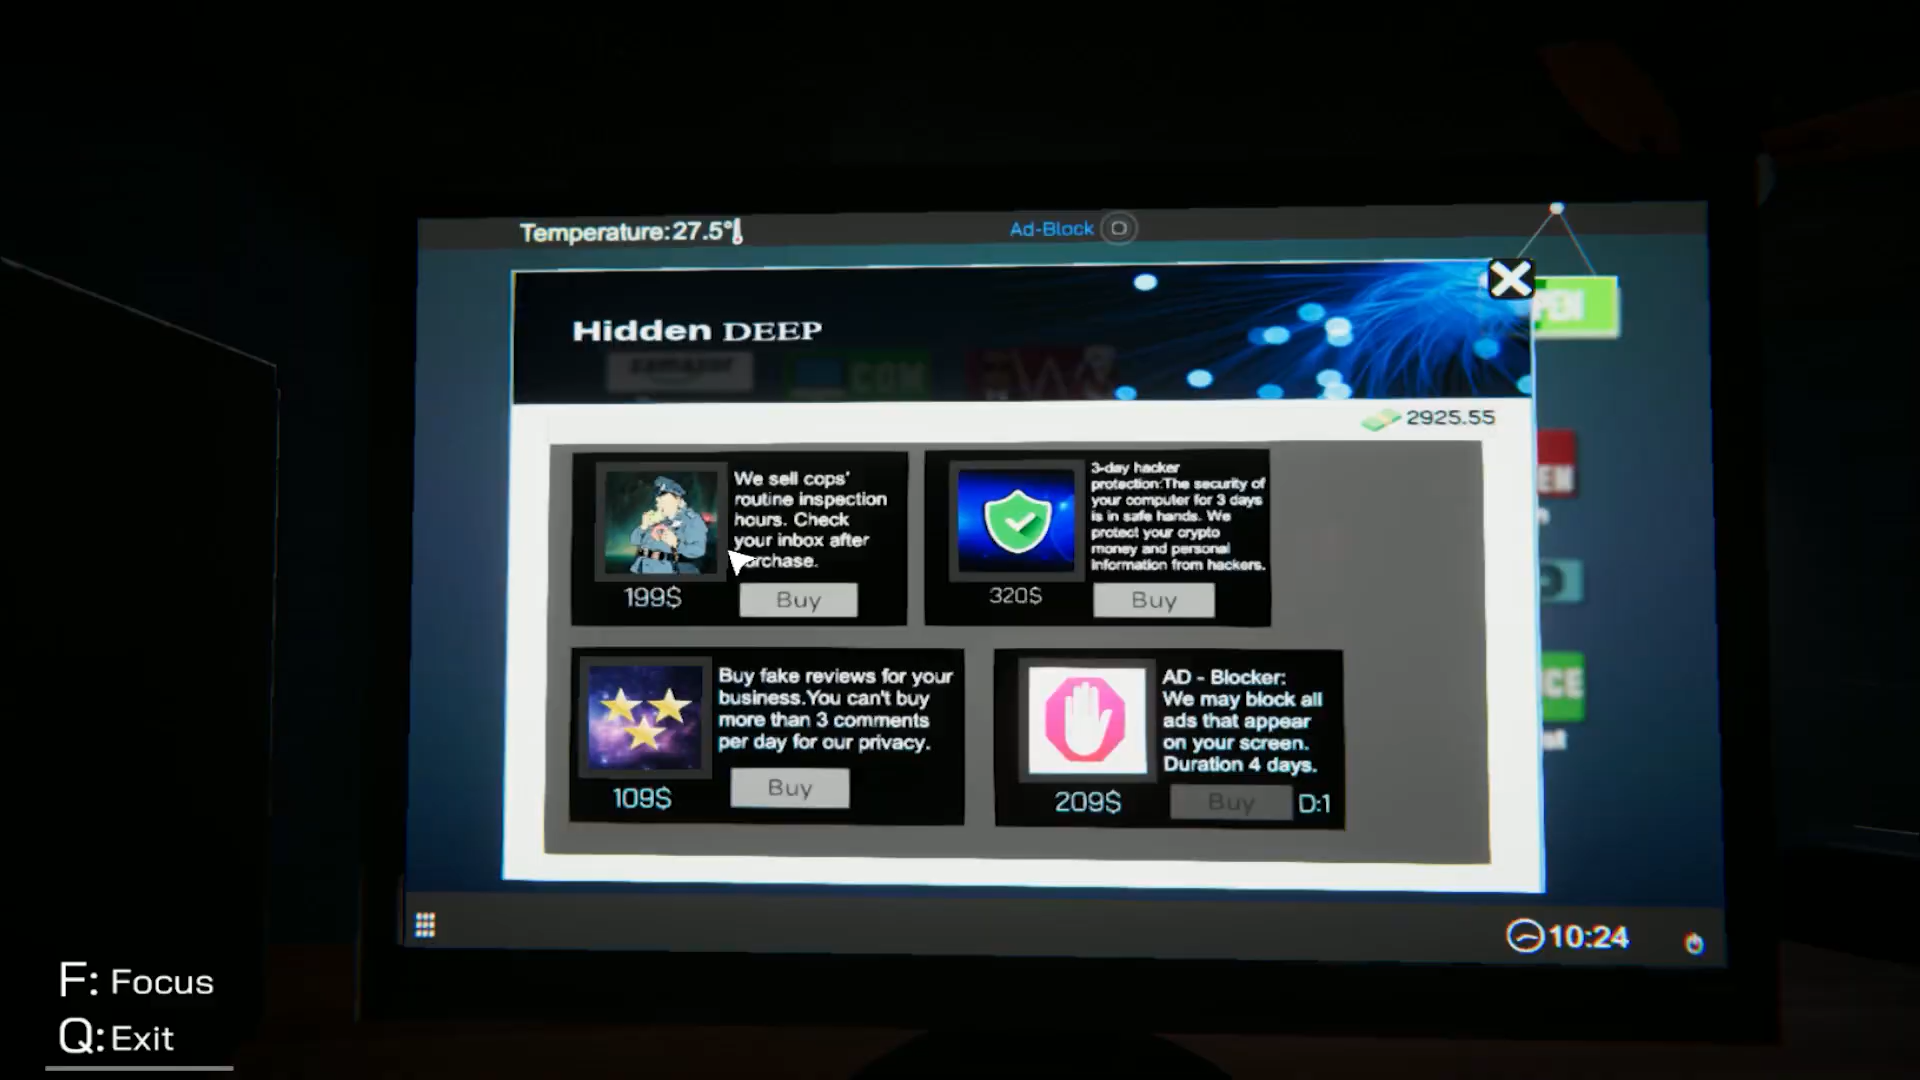 Temperature:27.5°
Ad-Block
Hidden DEEP
zamazor
COM
2925.55
We sell cops'
routine inspection
hours. Check
your inbox after
199$
Buy
3-day hacker
protection:The security of
your computer for 3 days
is in safe hands. We
protect your crypto
money and personal
information from hackers.
320$
Buy
Buy fake reviews for your
business.You can't buy
more than 3 comments
per day for our privacy.
109$
Buy
AD - Blocker:
We may block all
ads that appear
on your screen.
Duration 4 days.
209$
Buy
D:1
10:24
F: Focus
Q: Exit